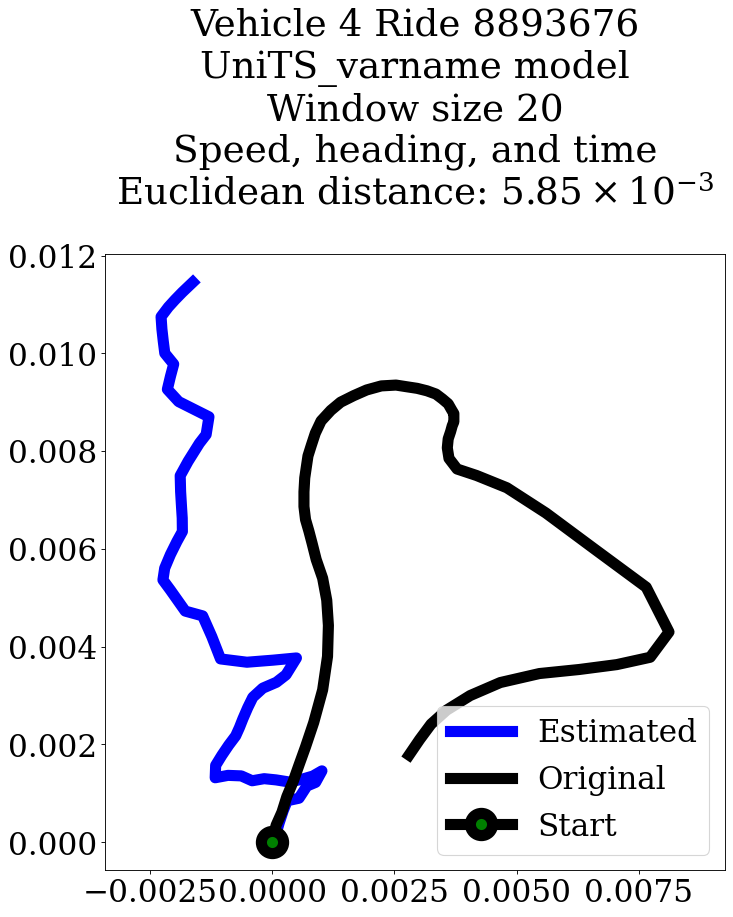 Vehicle 4 Ride 8893676
UniTS_varname model
Window size 20
Speed, heading, and time
Euclidean distance: 5.85 × 10⁻³
0.012
0.010
0.008
0.006
0.004
0.002
0.000
Estimated
Original
Start
−0.0025 0.0000 0.0025 0.0050 0.0075